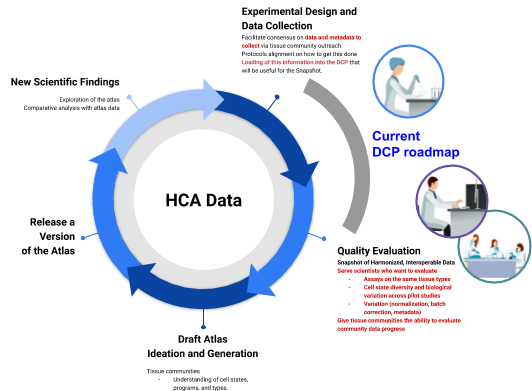 Experimental Design and
Data Collection
Facilitate consensus on data and metadata to
collect via tissue community outreach.
Protocols alignment on how to get this done
Loading of this information into the DCP that
will be useful for the Snapshot.
New Scientific Findings
Exploration of the atlas
Comparative analysis with atlas data
Current
DCP roadmap
HCA Data
Release a
Version
of the Atlas
Quality Evaluation
Snapshot of Harmonized, Interoperable Data
Serve scientists who want to evaluate
- Assays on the same tissue types
- Cell state diversity and biological
variation across pilot studies
- Variation (normalization, batch
correction, metadata)
Give tissue communities the ability to evaluate
community data progress
Draft Atlas
Ideation and Generation
Tissue communities
- Understanding of cell states,
programs, and types.